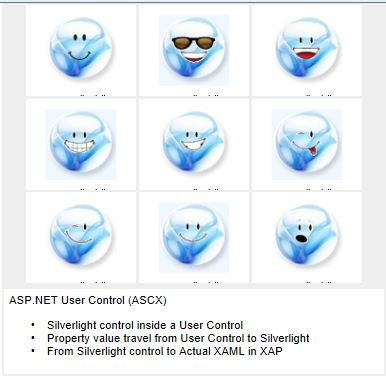 ASP.NET User Control (ASCX)
• Silverlight control inside a User Control
• Property value travel from User Control to Silverlight
• From Silverlight control to Actual XAML in XAP